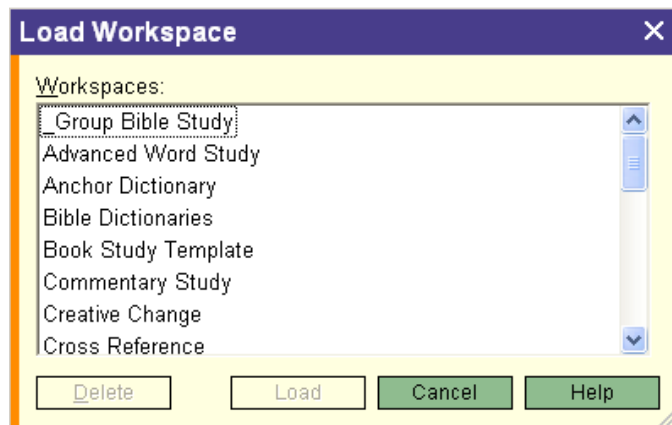 Load Workspace
Workspaces:
_Group Bible Study
Advanced Word Study
Anchor Dictionary
Bible Dictionaries
Book Study Template
Commentary Study
Creative Change
Cross Reference
Delete Load Cancel Help